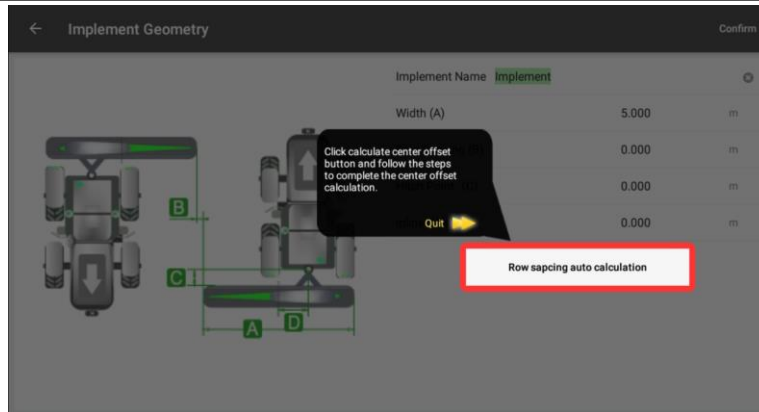 Implement Geometry
Confirm
Implement Name Implement
Width (A) 5.000 m
Click calculate center offset
button and follow the steps
to complete the center offset
calculation.
Quit
0.000 m
0.000 m
0.000 m
Row sapcing auto calculation
B
C
A
D